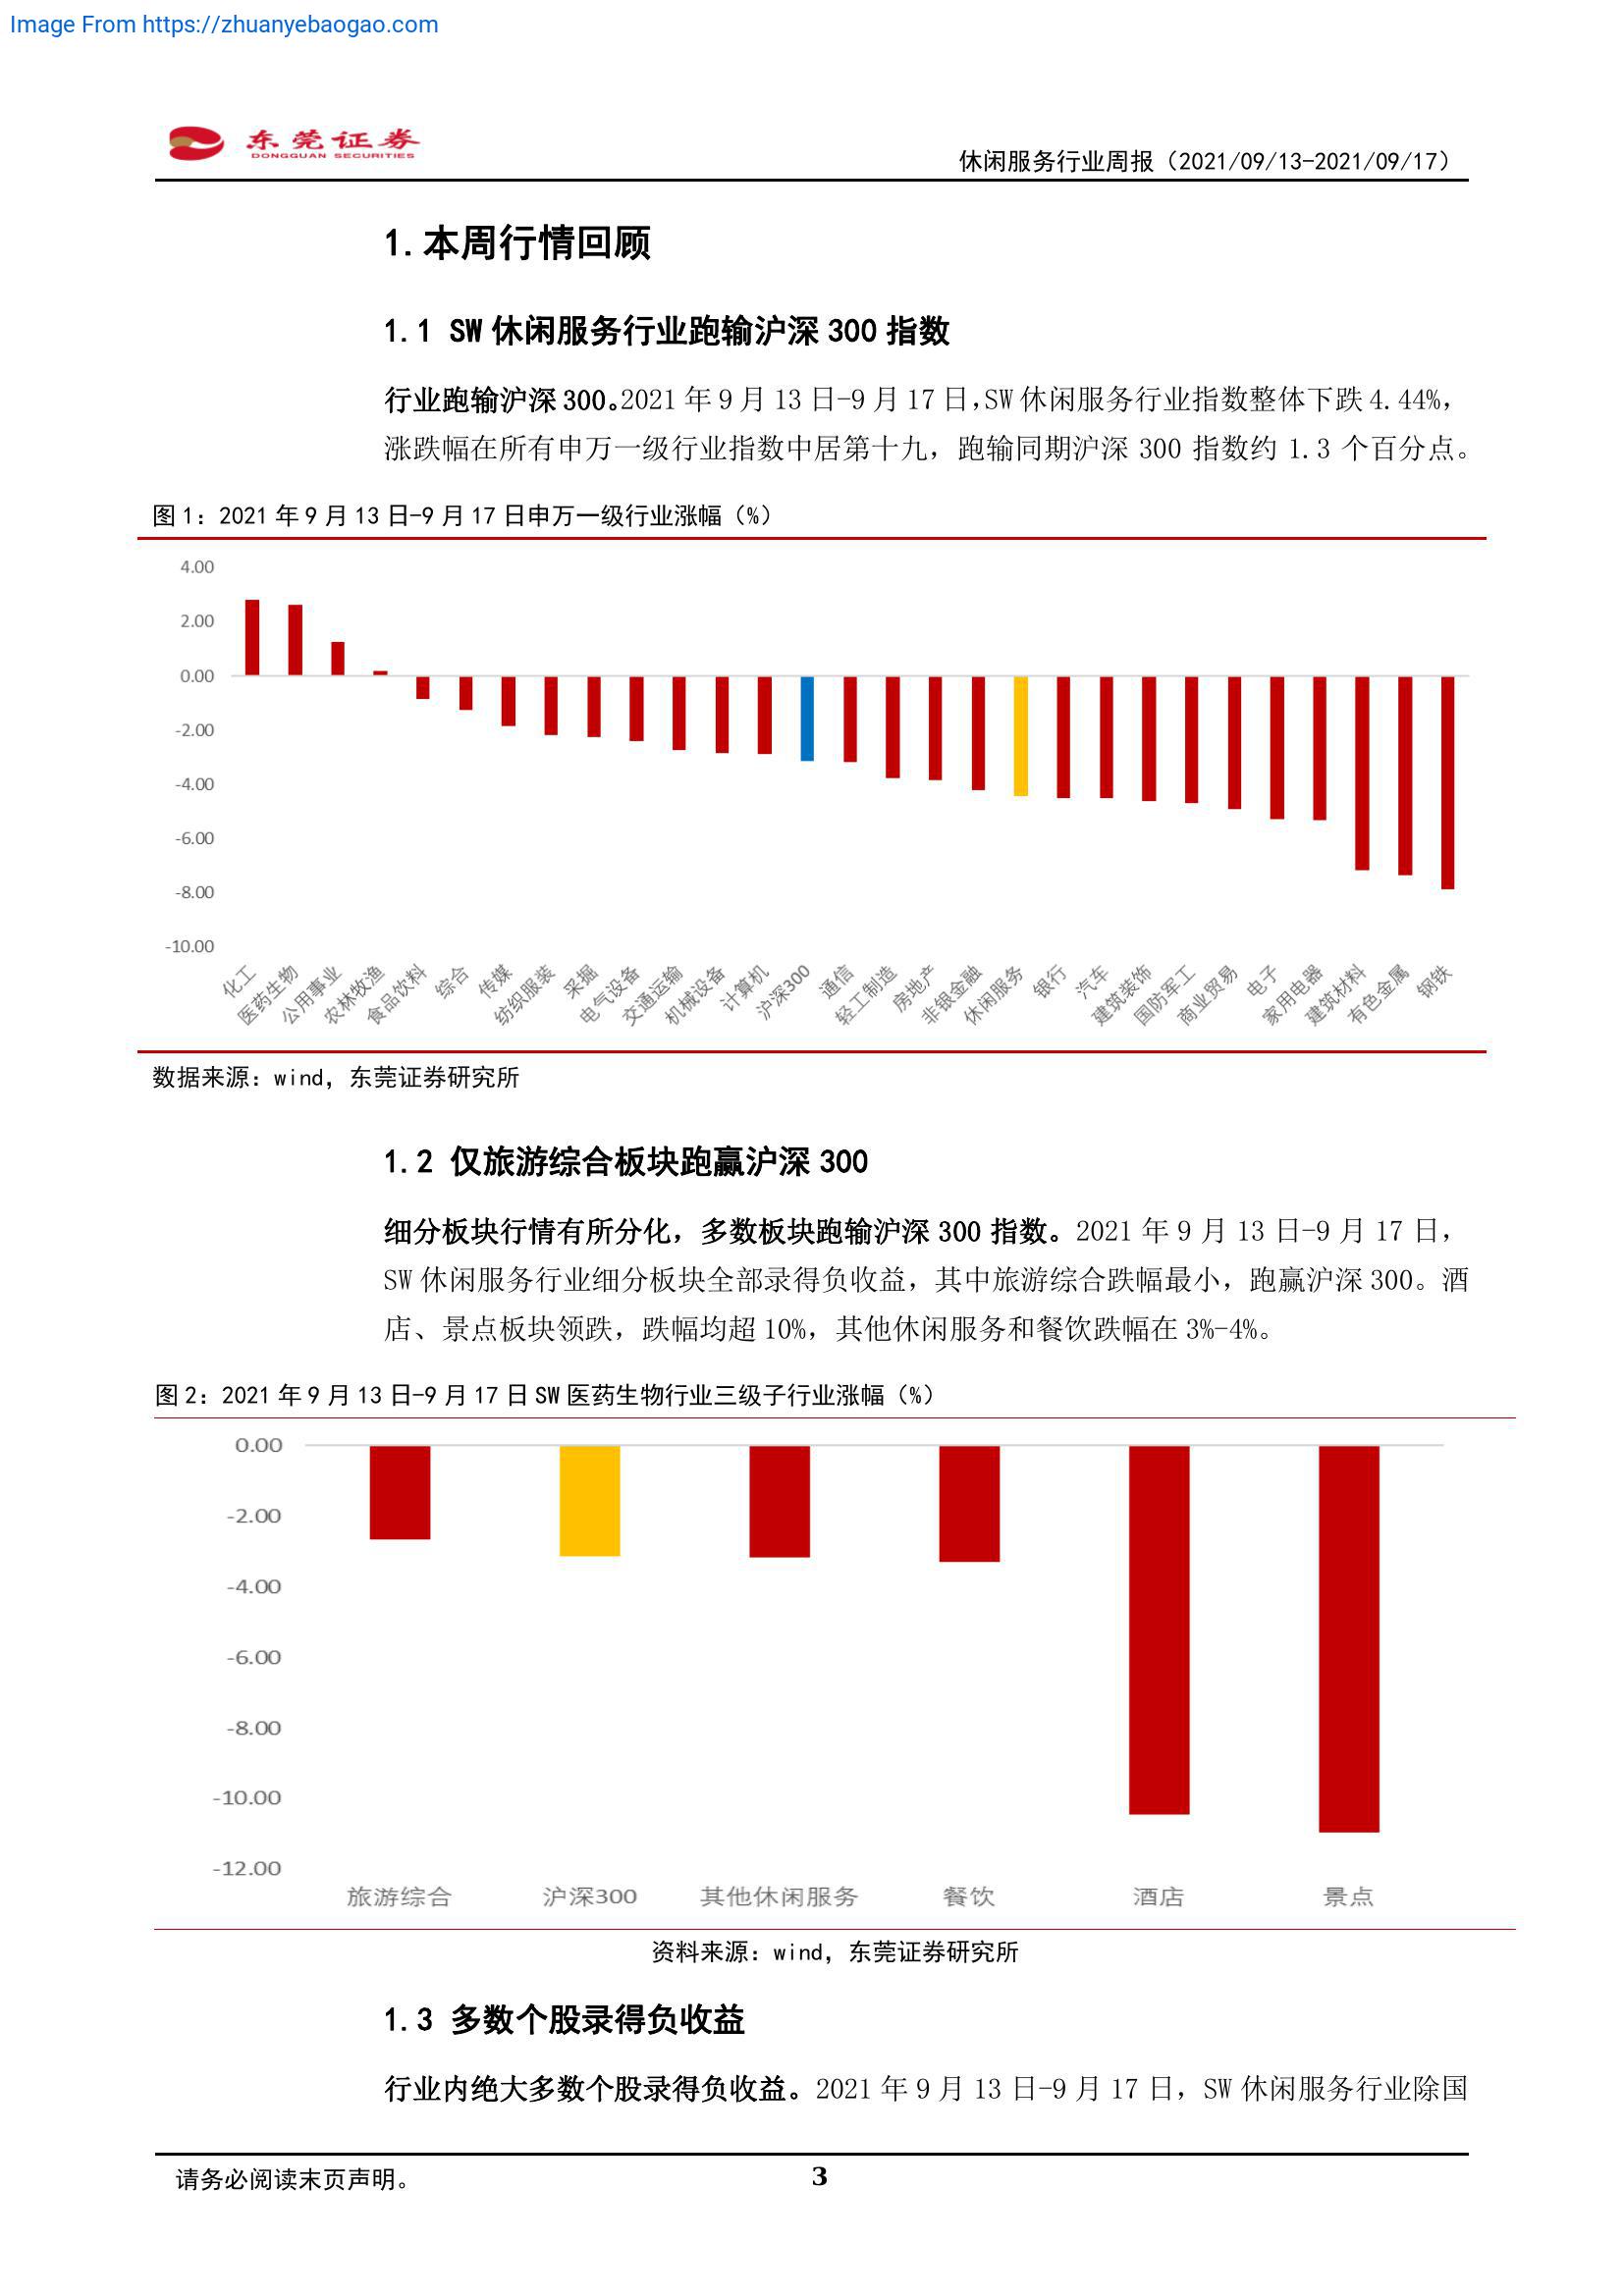 Image From https://zhuanyebaogao.com
东莞证券
DONGGUAN SECURITIES
休闲服务行业周报（2021/09/13-2021/09/17）
1.本周行情回顾
1.1 SW 休闲服务行业跑输沪深 300 指数
行业跑输沪深 300。2021 年 9 月 13 日-9 月 17 日，SW 休闲服务行业指数整体下跌 4.44%，
涨跌幅在所有申万一级行业指数中居第十九，跑输同期沪深 300 指数约 1.3 个百分点。
图 1：2021 年 9 月 13 日-9 月 17 日申万一级行业涨幅（%）
4.00
2.00
0.00
-2.00
-4.00
-6.00
-8.00
-10.00
化工 医药生物 公用事业 农林牧渔 食品饮料 综合 传媒 纺织服装 采掘 电气设备 交通运输 机械设备 计算机 沪深300 通信 轻工制造 房地产 非银金融 休闲服务 银行 汽车 建筑装饰 国防军工 商业贸易 电子 家用电器 建筑材料 有色金属 钢铁
数据来源：wind，东莞证券研究所
1.2 仅旅游综合板块跑赢沪深 300
细分板块行情有所分化，多数板块跑输沪深 300 指数。2021 年 9 月 13 日-9 月 17 日，
SW 休闲服务行业细分板块全部录得负收益，其中旅游综合跌幅最小，跑赢沪深 300。酒
店、景点板块领跌，跌幅均超 10%，其他休闲服务和餐饮跌幅在 3%-4%。
图 2：2021 年 9 月 13 日-9 月 17 日 SW 医药生物行业三级子行业涨幅（%）
0.00
-2.00
-4.00
-6.00
-8.00
-10.00
-12.00
旅游综合 沪深300 其他休闲服务 餐饮 酒店 景点
资料来源：wind，东莞证券研究所
1.3 多数个股录得负收益
行业内绝大多数个股录得负收益。2021 年 9 月 13 日-9 月 17 日，SW 休闲服务行业除国
请务必阅读末页声明。
3